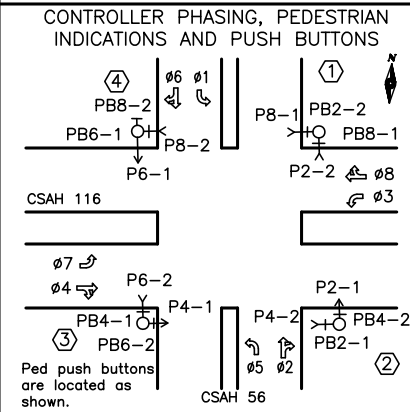 CONTROLLER PHASING, PEDESTRIAN
INDICATIONS AND PUSH BUTTONS
N
4
ø6 ø1
1
PB8-2
PB2-2
P8-1
PB6-1
PB8-1
P8-2
P6-1
P2-2
ø8
ø3
CSAH 116
ø7
ø4
P6-2
P2-1
P4-1
P4-2
PB4-1
PB4-2
3
PB6-2
PB2-1
2
ø5 ø2
Ped push buttons
are located as
shown.
CSAH 56